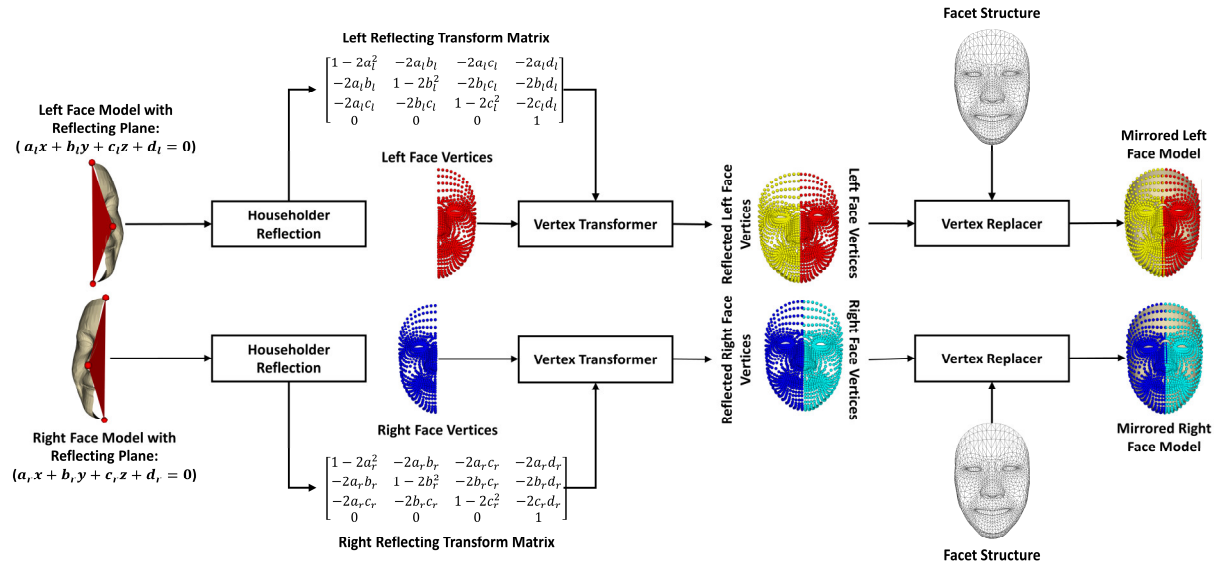 Facet Structure
Left Reflecting Transform Matrix
1 − 2a_l^2 −2a_l b_l −2a_l c_l −2a_l d_l
−2a_l b_l 1 − 2b_l^2 −2b_l c_l −2b_l d_l
−2a_l c_l −2b_l c_l 1 − 2c_l^2 −2c_l d_l
0 0 0 1
Left Face Model with
Reflecting Plane:
( a_l x + b_l y + c_l z + d_l = 0)
Householder
Reflection
Left Face Vertices
Vertex Transformer
Reflected Left Face
Vertices
Left Face Vertices
Vertex Replacer
Mirrored Left
Face Model
Householder
Reflection
Vertex Transformer
Reflected Right Face
Vertices
Right Face Vertices
Vertex Replacer
Right Face Model with
Reflecting Plane:
(a_r x + b_r y + c_r z + d_r = 0)
Right Face Vertices
Mirrored Right
Face Model
1 − 2a_r^2 −2a_r b_r −2a_r c_r −2a_r d_r
−2a_r b_r 1 − 2b_r^2 −2b_r c_r −2b_r d_r
−2a_r c_r −2b_r c_r 1 − 2c_r^2 −2c_r d_r
0 0 0 1
Right Reflecting Transform Matrix
Facet Structure